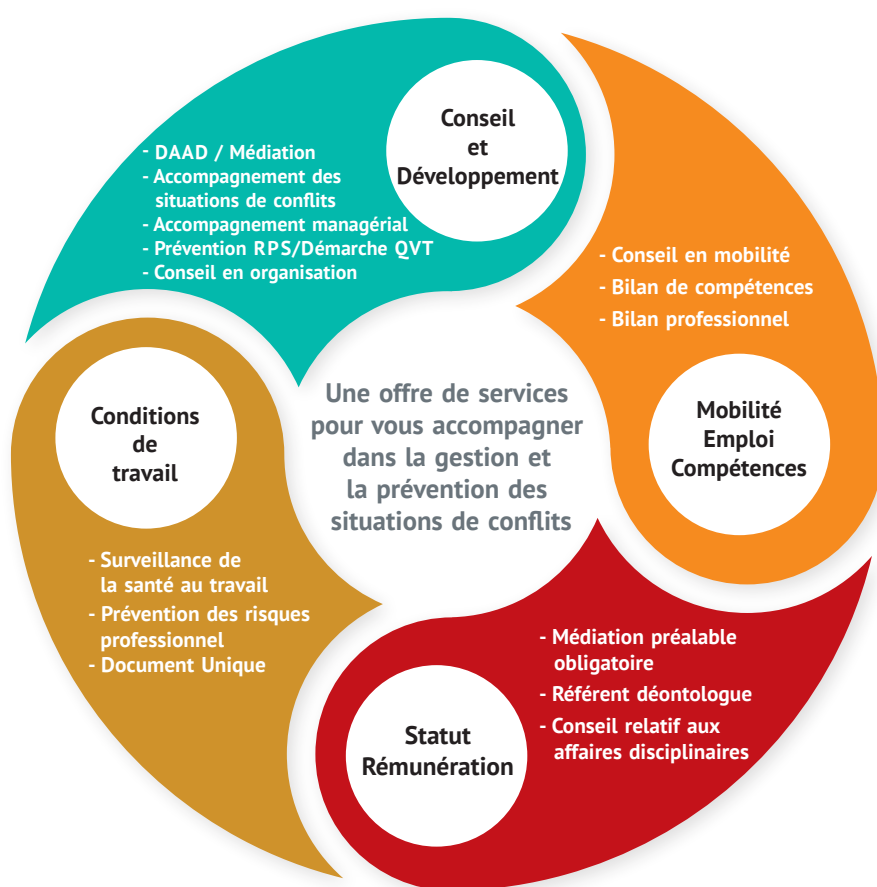 Conseil
et
Développement
- DAAD / Médiation
- Accompagnement des
situations de conflits
- Accompagnement managérial
- Prévention RPS/Démarche QVT
- Conseil en organisation
- Conseil en mobilité
- Bilan de compétences
- Bilan professionnel
Mobilité
Emploi
Compétences
Une offre de services
pour vous accompagner
dans la gestion et
la prévention des
situations de conflits
Conditions
de
travail
- Surveillance de
la santé au travail
- Prévention des risques
professionnel
- Document Unique
- Médiation préalable
obligatoire
- Référent déontologue
- Conseil relatif aux
affaires disciplinaires
Statut
Rémunération